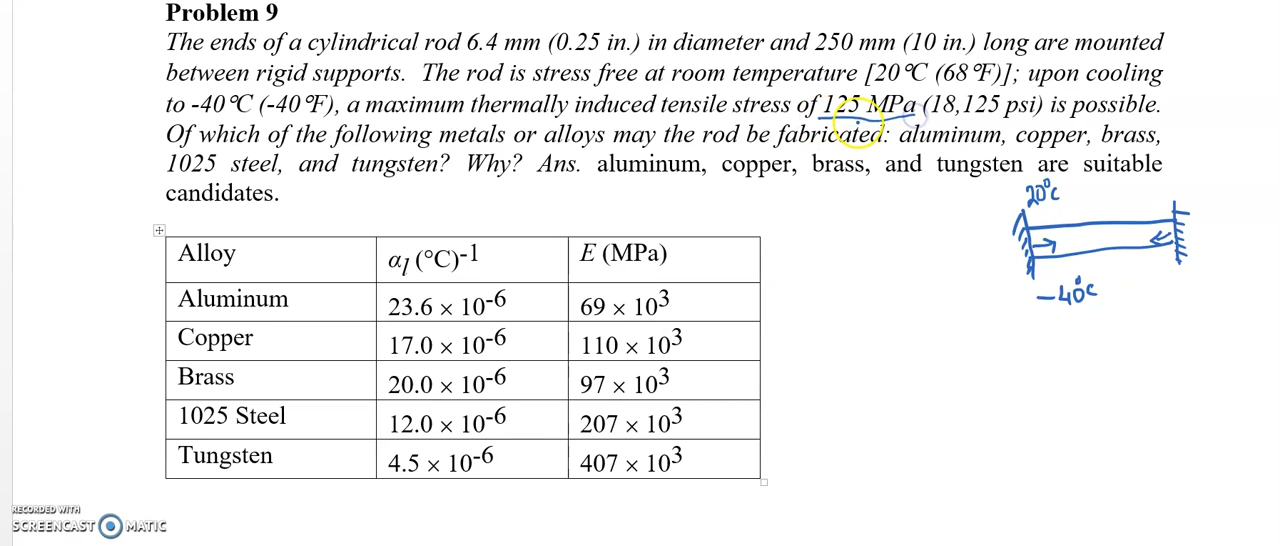 Problem 9
The ends of a cylindrical rod 6.4 mm (0.25 in.) in diameter and 250 mm (10 in.) long are mounted
between rigid supports. The rod is stress free at room temperature [20°C (68°F)]; upon cooling
to -40°C (-40°F), a maximum thermally induced tensile stress of 125 MPa (18,125 psi) is possible.
Of which of the following metals or alloys may the rod be fabricated: aluminum, copper, brass,
1025 steel, and tungsten? Why? Ans. aluminum, copper, brass, and tungsten are suitable
candidates.
20°C
-40°C
Alloy αl (°C)-1 E (MPa)
Aluminum 23.6 × 10-6 69 × 103
Copper 17.0 × 10-6 110 × 103
Brass 20.0 × 10-6 97 × 103
1025 Steel 12.0 × 10-6 207 × 103
Tungsten 4.5 × 10-6 407 × 103
RECORDED WITH
SCREENCAST MATIC